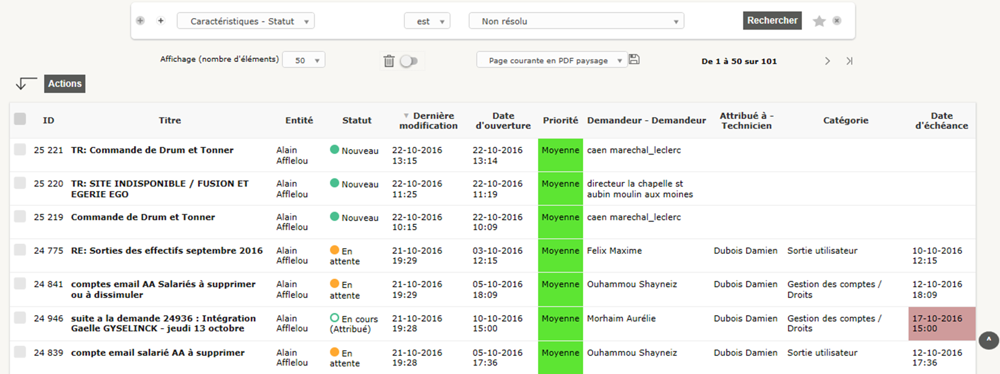 Caractéristiques - Statut est Non résolu Rechercher
Affichage (nombre d'éléments) 50 Page courante en PDF paysage De 1 à 50 sur 101
Actions
ID Titre Entité Statut Dernière modification Date d'ouverture Priorité Demandeur - Demandeur Attribué à - Technicien Catégorie Date d'échéance
25 221 TR: Commande de Drum et Tonner Alain Afflelou Nouveau 22-10-2016 13:15 22-10-2016 13:14 Moyenne caen marechal_leclerc
25 220 TR: SITE INDISPONIBLE / FUSION ET EGERIE EGO Alain Afflelou Nouveau 22-10-2016 11:25 22-10-2016 11:19 Moyenne directeur la chapelle st aubin moulin aux moines
25 219 Commande de Drum et Tonner Alain Afflelou Nouveau 22-10-2016 10:15 22-10-2016 10:09 Moyenne caen marechal_leclerc
24 775 RE: Sorties des effectifs septembre 2016 Alain Afflelou En attente 21-10-2016 19:29 03-10-2016 12:15 Moyenne Felix Maxime Dubois Damien Sortie utilisateur 10-10-2016 12:15
24 841 comptes email AA Salariés à supprimer ou à dissimuler Alain Afflelou En attente 21-10-2016 19:29 05-10-2016 18:09 Moyenne Ouhammou Shayneiz Dubois Damien Gestion des comptes / Droits 12-10-2016 18:09
24 946 suite a la demande 24936 : Intégration Gaelle GYSELINCK - jeudi 13 octobre Alain Afflelou En cours (Attribué) 21-10-2016 19:28 10-10-2016 15:00 Moyenne Morhaim Aurélie Dubois Damien Gestion des comptes / Droits 17-10-2016 15:00
24 839 compte email salarié AA à supprimer Alain Afflelou En attente 21-10-2016 19:28 05-10-2016 17:36 Moyenne Ouhammou Shayneiz Dubois Damien Sortie utilisateur 12-10-2016 17:36